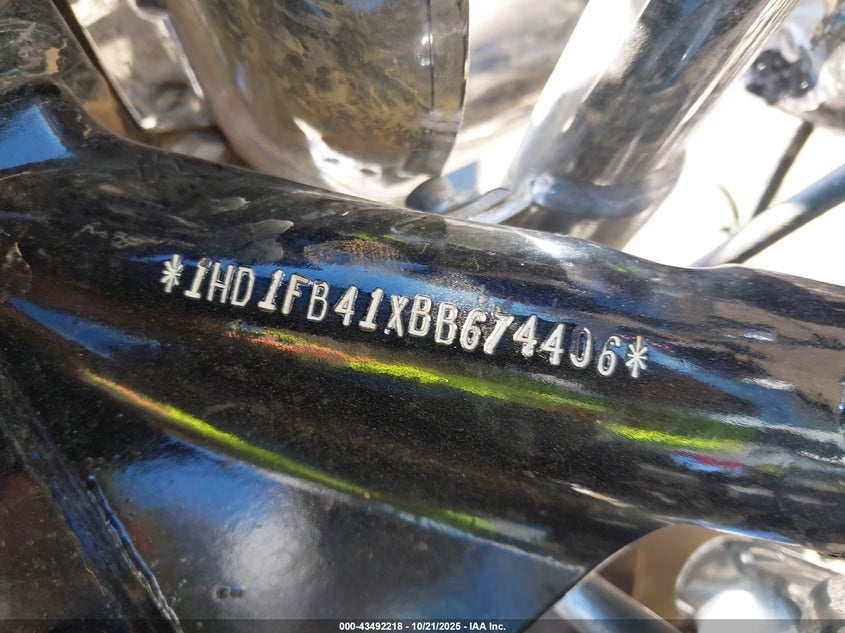 *1HD1FB41XBB674406*
000-43492218 - 10/21/2025 - IAA Inc.